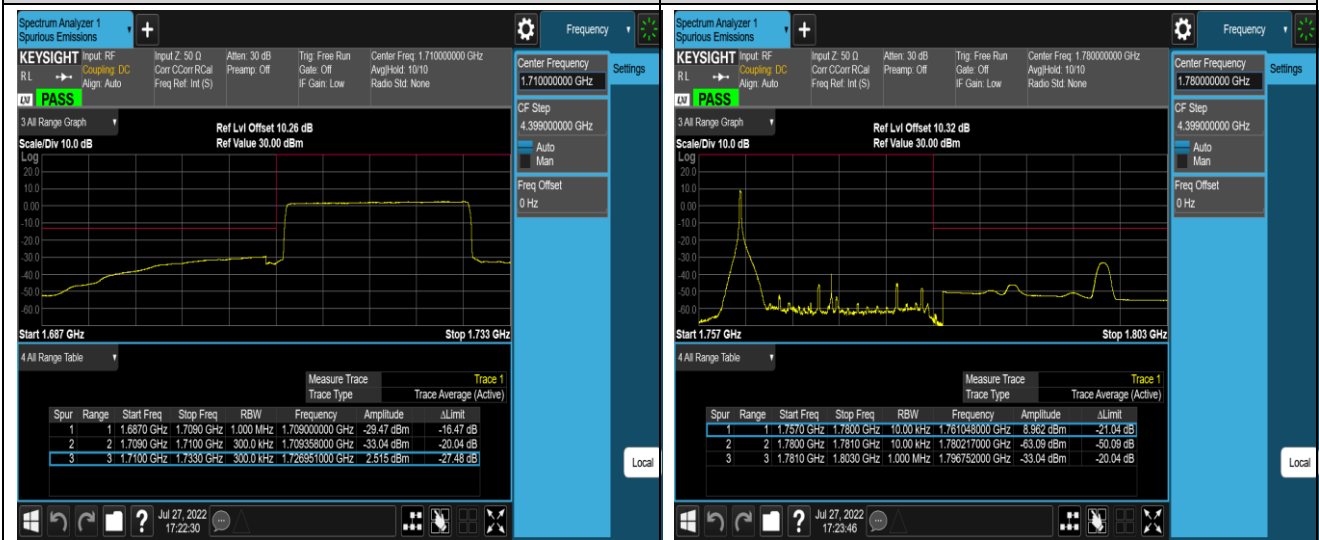 Spectrum Analyzer 1
Spurious Emissions
+
Frequency
KEYSIGHT Input: RF Input Z: 50 Ω Atten: 30 dB Trig: Free Run Center Freq: 1.710000000 GHz
RL Coupling: DC Corr CCorr RCal Preamp: Off Gate: Off Avg|Hold: 10/10
Align: Auto Freq Ref: Int (S) IF Gain: Low Radio Std: None
LXI PASS
3 All Range Graph
Ref Lvl Offset 10.26 dB
Scale/Div 10.0 dB Ref Value 30.00 dBm
Log
20.0
10.0
0.00
-10.0
-20.0
-30.0
-40.0
-50.0
-60.0
Start 1.687 GHz Stop 1.733 GHz
4 All Range Table
Measure Trace Trace 1
Trace Type Trace Average (Active)
Spur Range Start Freq Stop Freq RBW Frequency Amplitude ΔLimit
1 1 1.6870 GHz 1.7090 GHz 1.000 MHz 1.709000000 GHz -29.47 dBm -16.47 dB
2 2 1.7090 GHz 1.7100 GHz 300.0 kHz 1.709358000 GHz -33.04 dBm -20.04 dB
3 3 1.7100 GHz 1.7330 GHz 300.0 kHz 1.726951000 GHz 2.515 dBm -27.48 dB
Center Frequency
1.710000000 GHz
Settings
CF Step
4.399000000 GHz
Auto
Man
Freq Offset
0 Hz
Local
?
Jul 27, 2022
17:22:30
Spectrum Analyzer 1
Spurious Emissions
+
Frequency
KEYSIGHT Input: RF Input Z: 50 Ω Atten: 30 dB Trig: Free Run Center Freq: 1.780000000 GHz
RL Coupling: DC Corr CCorr RCal Preamp: Off Gate: Off Avg|Hold: 10/10
Align: Auto Freq Ref: Int (S) IF Gain: Low Radio Std: None
LXI PASS
3 All Range Graph
Ref Lvl Offset 10.32 dB
Scale/Div 10.0 dB Ref Value 30.00 dBm
Log
20.0
10.0
0.00
-10.0
-20.0
-30.0
-40.0
-50.0
-60.0
Start 1.757 GHz Stop 1.803 GHz
4 All Range Table
Measure Trace Trace 1
Trace Type Trace Average (Active)
Spur Range Start Freq Stop Freq RBW Frequency Amplitude ΔLimit
1 1 1.7570 GHz 1.7800 GHz 10.00 kHz 1.761048000 GHz 8.962 dBm -21.04 dB
2 2 1.7800 GHz 1.7810 GHz 10.00 kHz 1.780217000 GHz -63.09 dBm -50.09 dB
3 3 1.7810 GHz 1.8030 GHz 1.000 MHz 1.796752000 GHz -33.04 dBm -20.04 dB
Center Frequency
1.780000000 GHz
Settings
CF Step
4.399000000 GHz
Auto
Man
Freq Offset
0 Hz
Local
?
Jul 27, 2022
17:23:46